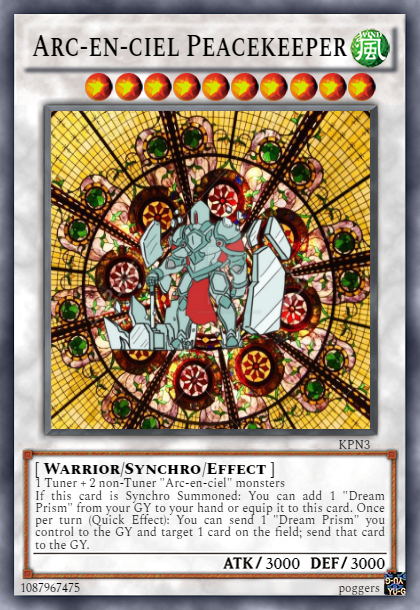 ARC-EN-CIEL PEACEKEEPER
WIND
風
KPN3
[ WARRIOR/SYNCHRO/EFFECT ]
1 Tuner + 2 non-Tuner "Arc-en-ciel" monsters
If this card is Synchro Summoned: You can add 1 "Dream
Prism" from your GY to your hand or equip it to this card. Once
per turn (Quick Effect): You can send 1 "Dream Prism" you
control to the GY and target 1 card on the field; send that card
to the GY.
ATK / 3000 DEF / 3000
1087967475
poggers